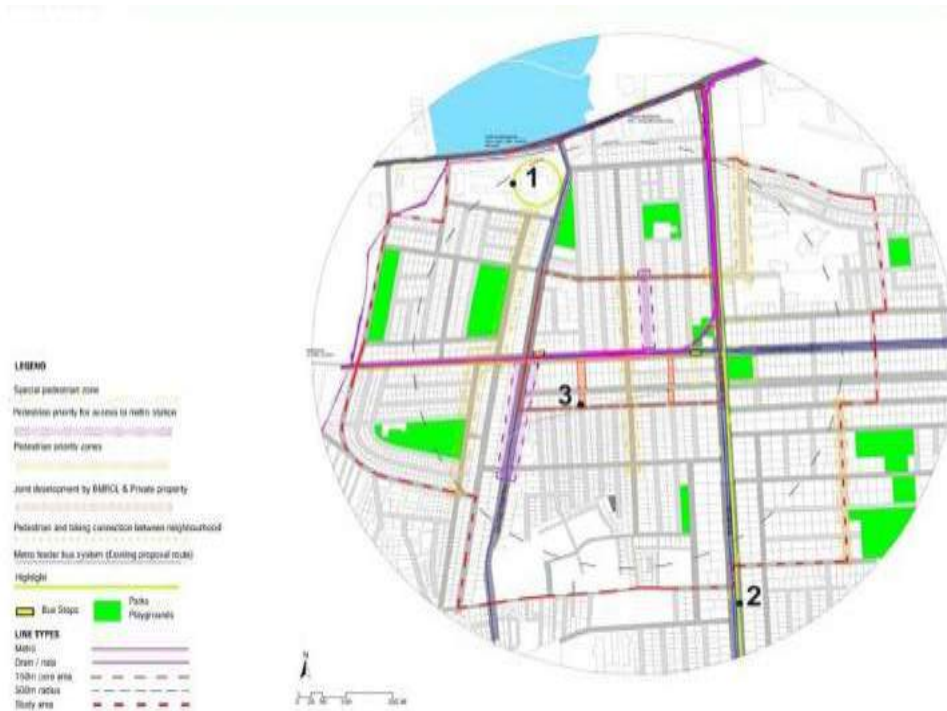 1
2
3
LEGEND
Special pedestrian zone
Pedestrian priority for access to metro station
Pedestrian priority zones
Joint development by BMRCL & Private property
Pedestrian and biking connection between neighbourhood
Metro feeder bus system (Existing proposal route)
Highlight
Bus Stops
Parks
Playgrounds
LINE TYPES
Metro
Drain / nala
150m core area
500m radius
Study area
N